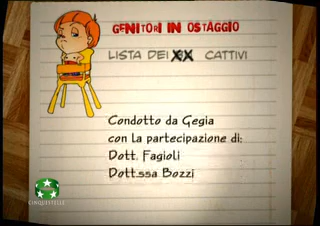 GENITORI IN OSTAGGIO
LISTA DEI CATTIVI
Condotto da Gegia
con la partecipazione di:
Dott. Fagioli
Dott.ssa Bozzi
CINQUESTELLE